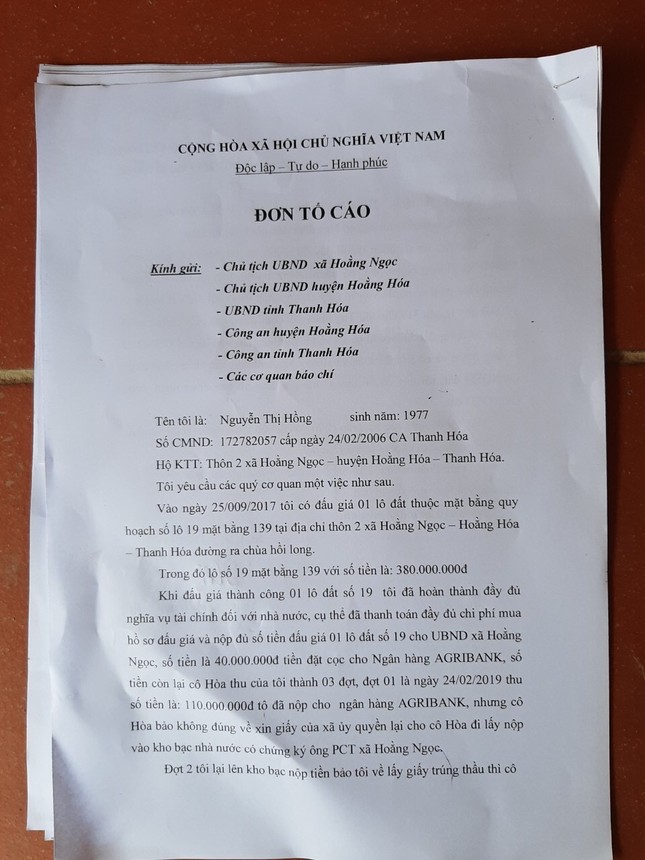 CỘNG HÒA XÃ HỘI CHỦ NGHĨA VIỆT NAM
Độc lập – Tự do – Hạnh phúc
ĐƠN TỐ CÁO
Kính gửi: - Chủ tịch UBND xã Hoằng Ngọc
- Chủ tịch UBND huyện Hoằng Hóa
- UBND tỉnh Thanh Hóa
- Công an huyện Hoằng Hóa
- Công an tỉnh Thanh Hóa
- Các cơ quan báo chí
Tên tôi là: Nguyễn Thị Hồng sinh năm: 1977
Số CMND: 172782057 cấp ngày 24/02/2006 CA Thanh Hóa
Hộ KTT: Thôn 2 xã Hoằng Ngọc – huyện Hoằng Hóa – Thanh Hóa.
Tôi yêu cầu các quý cơ quan một việc như sau.
Vào ngày 25/009/2017 tôi có đấu giá 01 lô đất thuộc mặt bằng quy
hoạch số lô 19 mặt bằng 139 tại địa chỉ thôn 2 xã Hoằng Ngọc – Hoằng Hóa
– Thanh Hóa đường ra chùa hồi long.
Trong đó lô số 19 mặt bằng 139 với số tiền là: 380.000.000đ
Khi đấu giá thành công 01 lô đất số 19 tôi đã hoàn thành đầy đủ
nghĩa vụ tài chính đối với nhà nước, cụ thể đã thanh toán đầy đủ chi phí mua
hồ sơ đấu giá và nộp đủ số tiền đấu giá 01 lô đất số 19 cho UBND xã Hoằng
Ngọc, số tiền là 40.000.000đ tiền đặt cọc cho Ngân hàng AGRIBANK, số
tiền còn lại cô Hòa thu của tôi thành 03 đợt, đợt 01 là ngày 24/02/2019 thu
số tiền là: 110.000.000đ tô đã nộp cho ngân hàng AGRIBANK, nhưng cô
Hòa bảo không đúng về xin giấy của xã ủy quyền lại cho cô Hòa đi lấy nộp
vào kho bạc nhà nước có chứng ký ông PCT xã Hoằng Ngọc.
Đợt 2 tôi lại lên kho bạc nộp tiền bảo tôi về lấy giấy trúng thầu thì cô